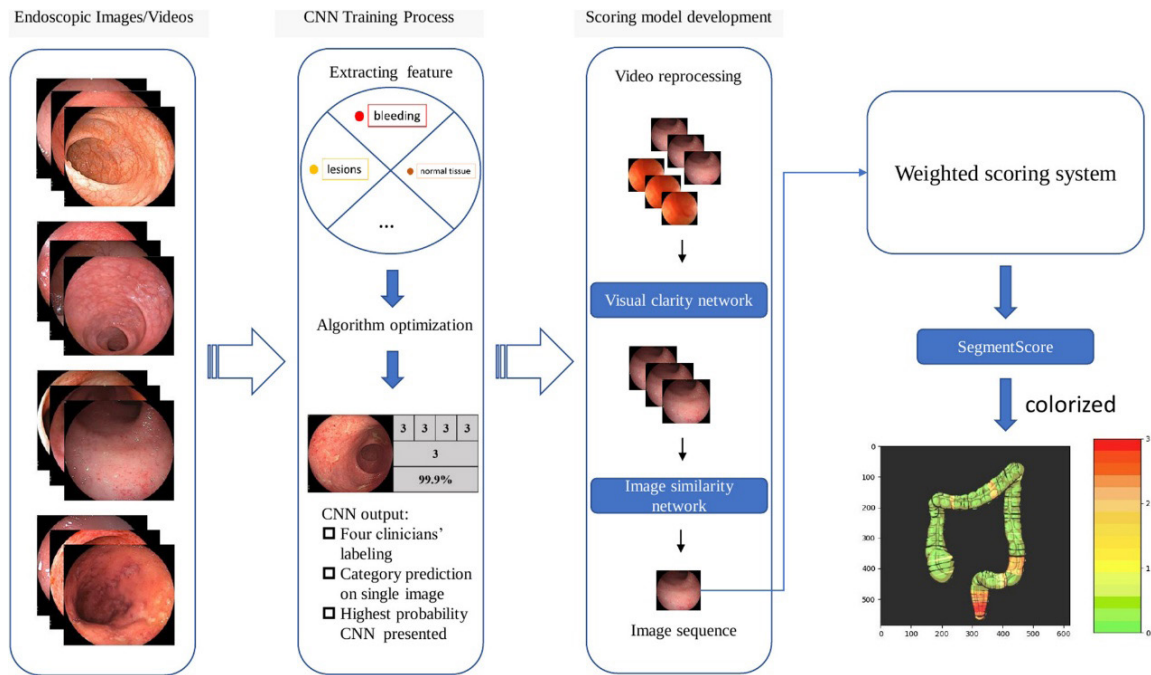 Endoscopic Images/Videos
CNN Training Process
Scoring model development
Extracting feature
bleeding
lesions
normal tissue
...
Algorithm optimization
3 3 3 3
3
99.9%
CNN output:
Four clinicians'
labeling
Category prediction
on single image
Highest probability
CNN presented
Video reprocessing
Visual clarity network
Image similarity
network
Image sequence
Weighted scoring system
SegmentScore
colorized
0
100
200
300
400
500
0 100 200 300 400 500 600
3
2
1
0